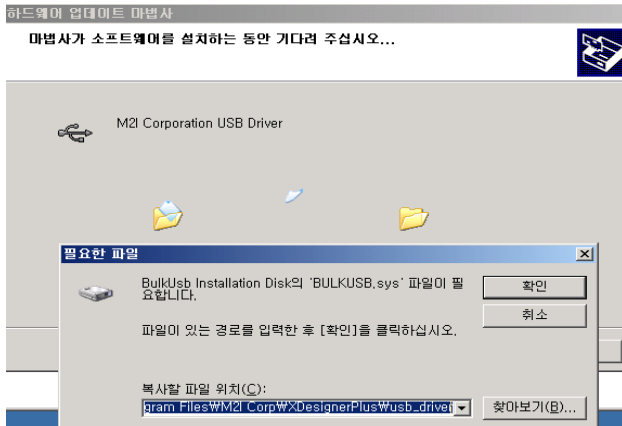 하드웨어 업데이트 마법사
마법사가 소프트웨어를 설치하는 동안 기다려 주십시오...
M2I Corporation USB Driver
필요한 파일
BulkUsb Installation Disk의 'BULKUSB.sys' 파일이 필
요합니다.
파일이 있는 경로를 입력한 후 [확인]을 클릭하십시오.
확인
취소
복사할 파일 위치(C):
gram Files₩M2I Corp₩XDesignerPlus₩usb_driver
찾아보기(B)...